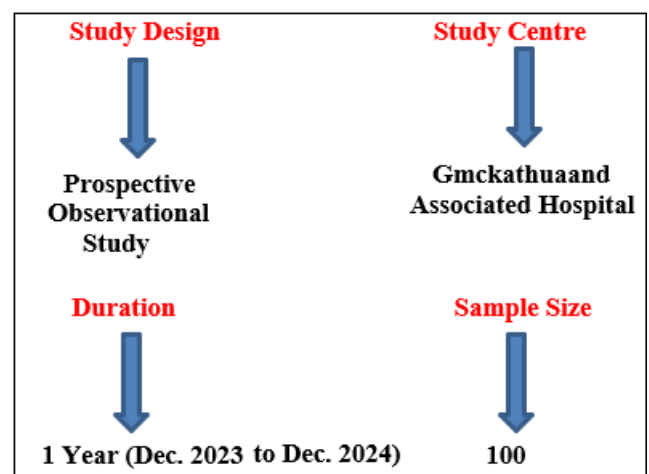 Study Design
Study Centre
Prospective
Observational
Study
Gmckathuaand
Associated Hospital
Duration
Sample Size
1 Year (Dec. 2023 to Dec. 2024)
100